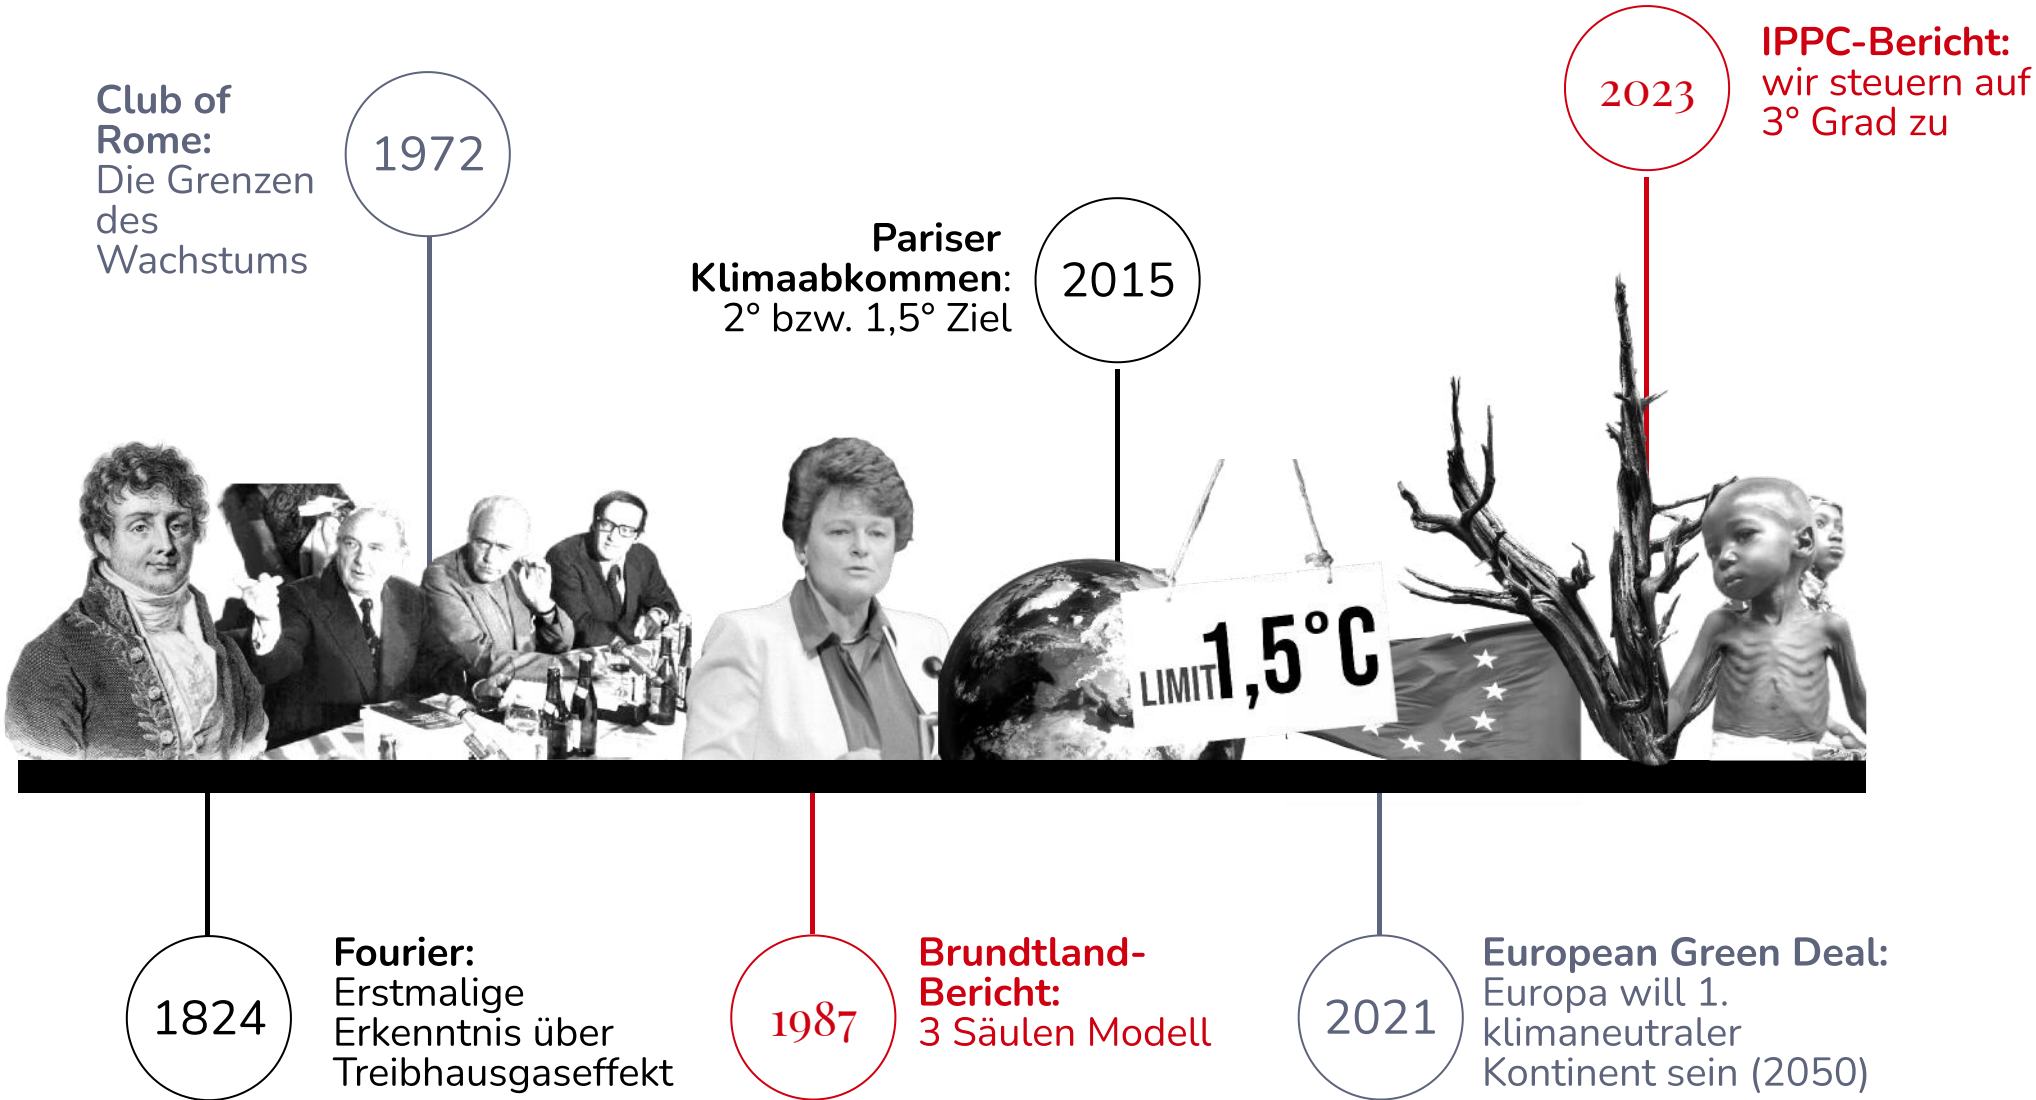 Club of
Rome:
Die Grenzen
des
Wachstums
1972
Pariser
Klimaabkommen:
2° bzw. 1,5° Ziel
2015
2023
IPPC-Bericht:
wir steuern auf
3° Grad zu
LIMIT 1,5°C
1824
Fourier:
Erstmalige
Erkenntnis über
Treibhausgaseffekt
1987
Brundtland-
Bericht:
3 Säulen Modell
2021
European Green Deal:
Europa will 1.
klimaneutraler
Kontinent sein (2050)